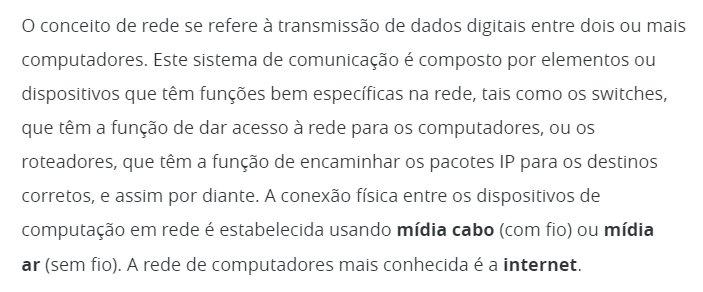 O conceito de rede se refere à transmissão de dados digitais entre dois ou mais
computadores. Este sistema de comunicação é composto por elementos ou
dispositivos que têm funções bem específicas na rede, tais como os switches,
que têm a função de dar acesso à rede para os computadores, ou os
roteadores, que têm a função de encaminhar os pacotes IP para os destinos
corretos, e assim por diante. A conexão física entre os dispositivos de
computação em rede é estabelecida usando mídia cabo (com fio) ou mídia
ar (sem fio). A rede de computadores mais conhecida é a internet.